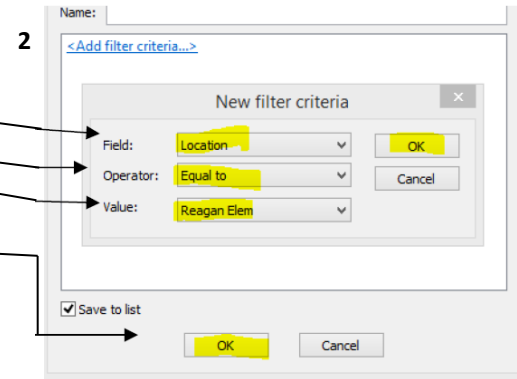 Name:
2
<Add filter criteria...>
New filter criteria
Field: Location OK
Operator: Equal to Cancel
Value: Reagan Elem
Save to list
OK Cancel